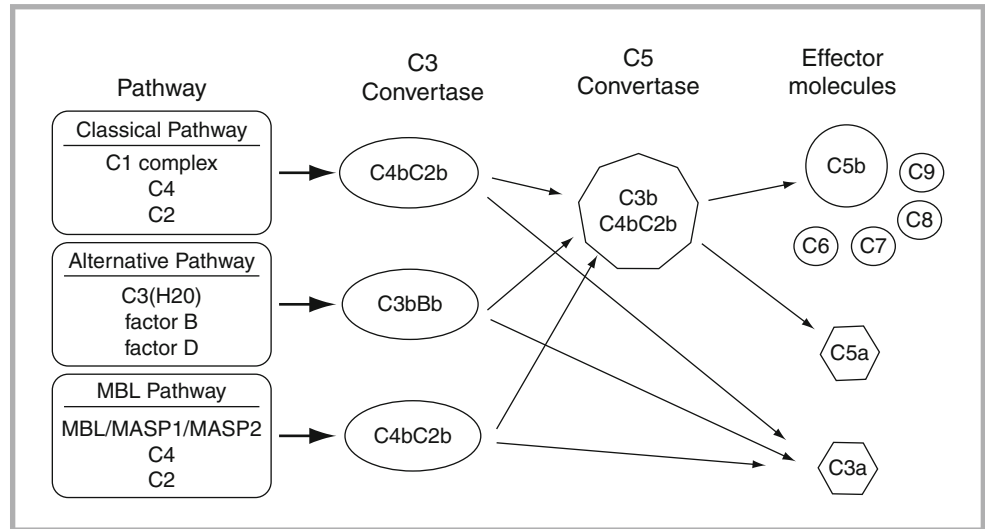 Pathway
C3
Convertase
C5
Convertase
Effector
molecules
Classical Pathway
C1 complex
C4
C2
Alternative Pathway
C3(H20)
factor B
factor D
MBL Pathway
MBL/MASP1/MASP2
C4
C2
C4bC2b
C3bBb
C4bC2b
C3b
C4bC2b
C5b
C9
C8
C6
C7
C5a
C3a